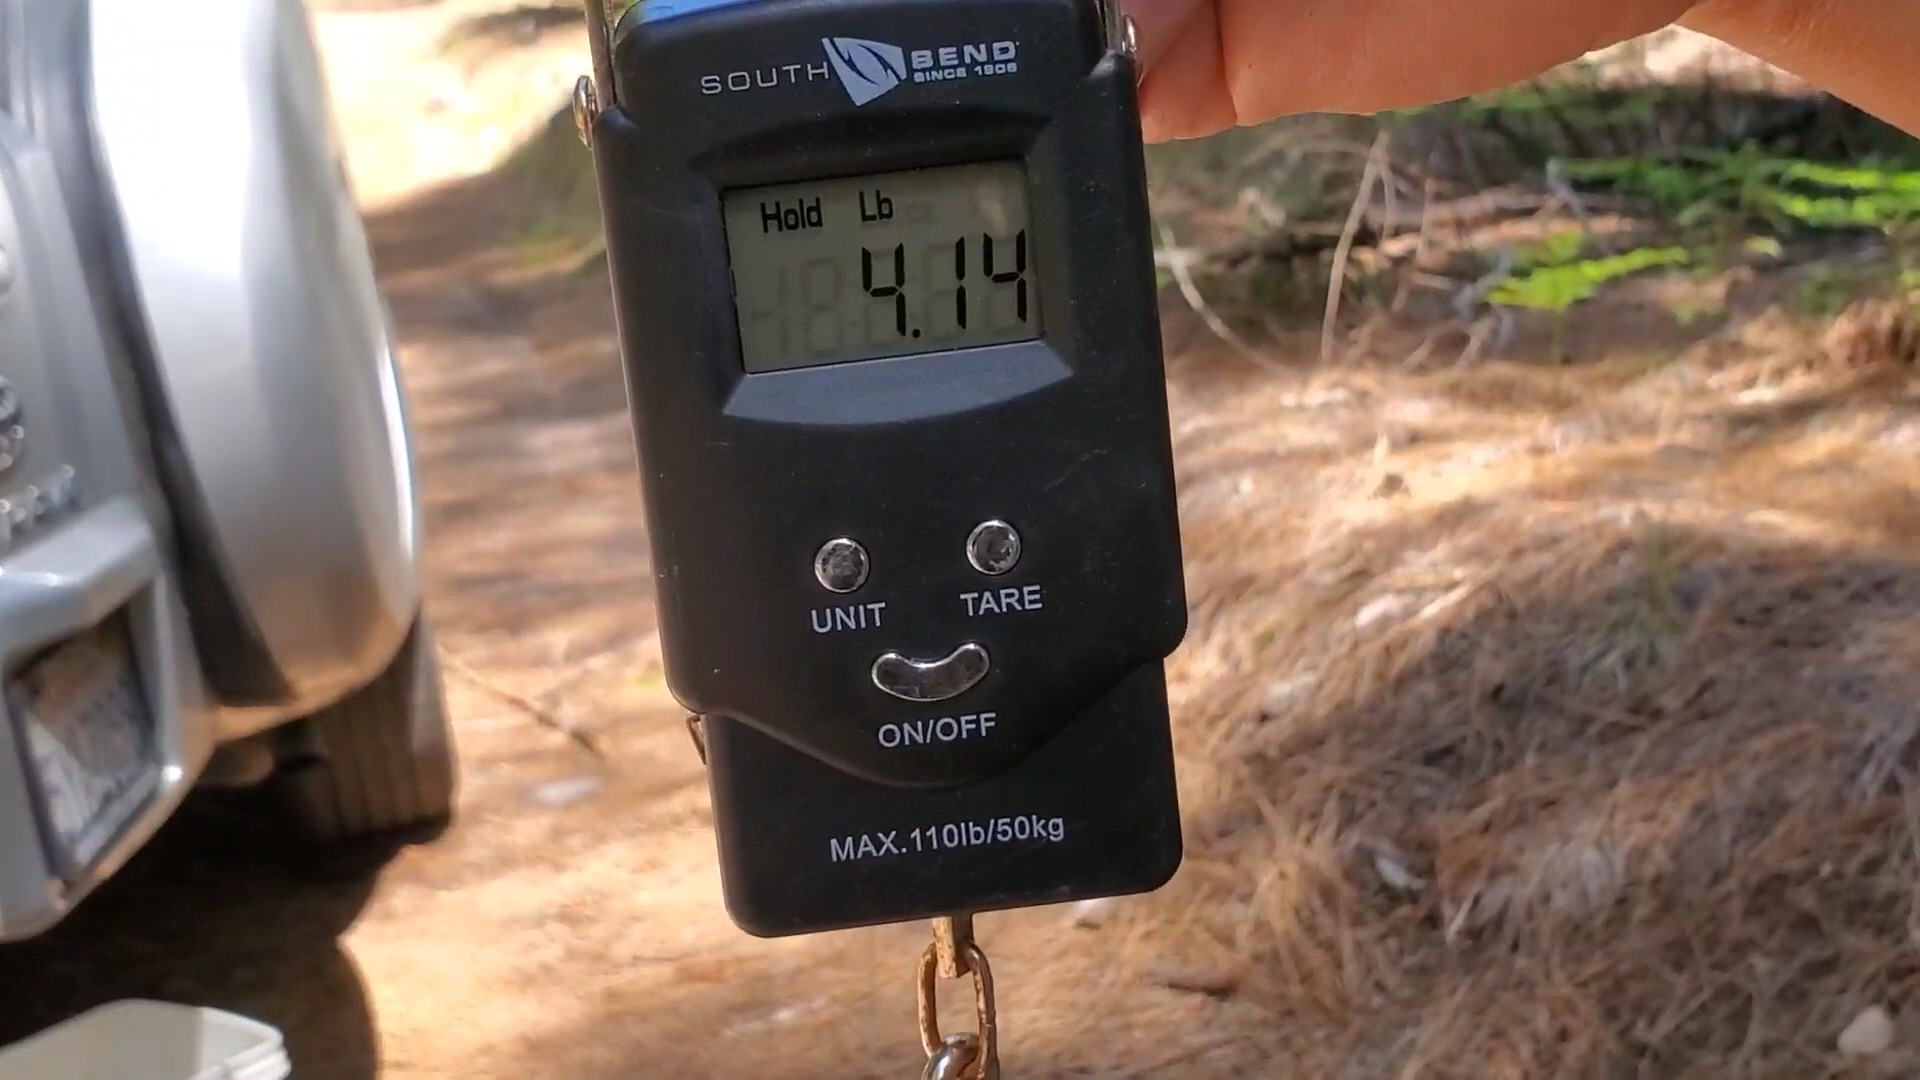 SOUTH BEND
SINCE 1906
Hold Lb
4.14
UNIT TARE
ON/OFF
MAX.110lb/50kg